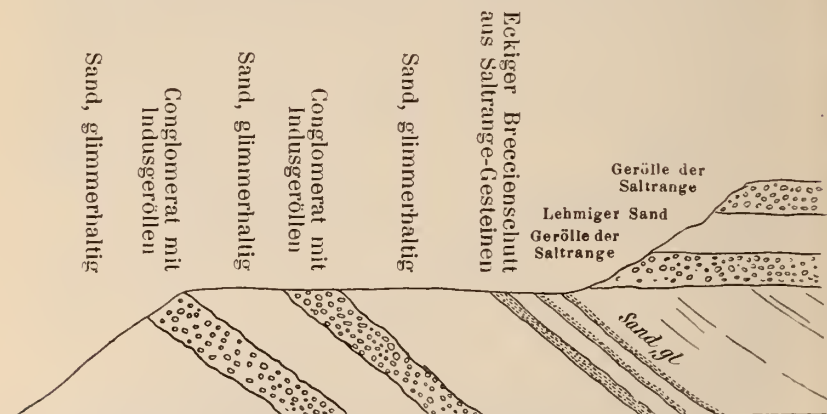 Sand, glimmerhaltig
Conglomerat mit
Indusgeröllen
Sand, glimmerhaltig
Conglomerat mit
Indusgeröllen
Sand, glimmerhaltig
Eckiger Breccienschutt
aus Saltrange-Gesteinen
Gerölle der
Saltrange
Lehmiger Sand
Gerölle der
Saltrange
Sand, gl